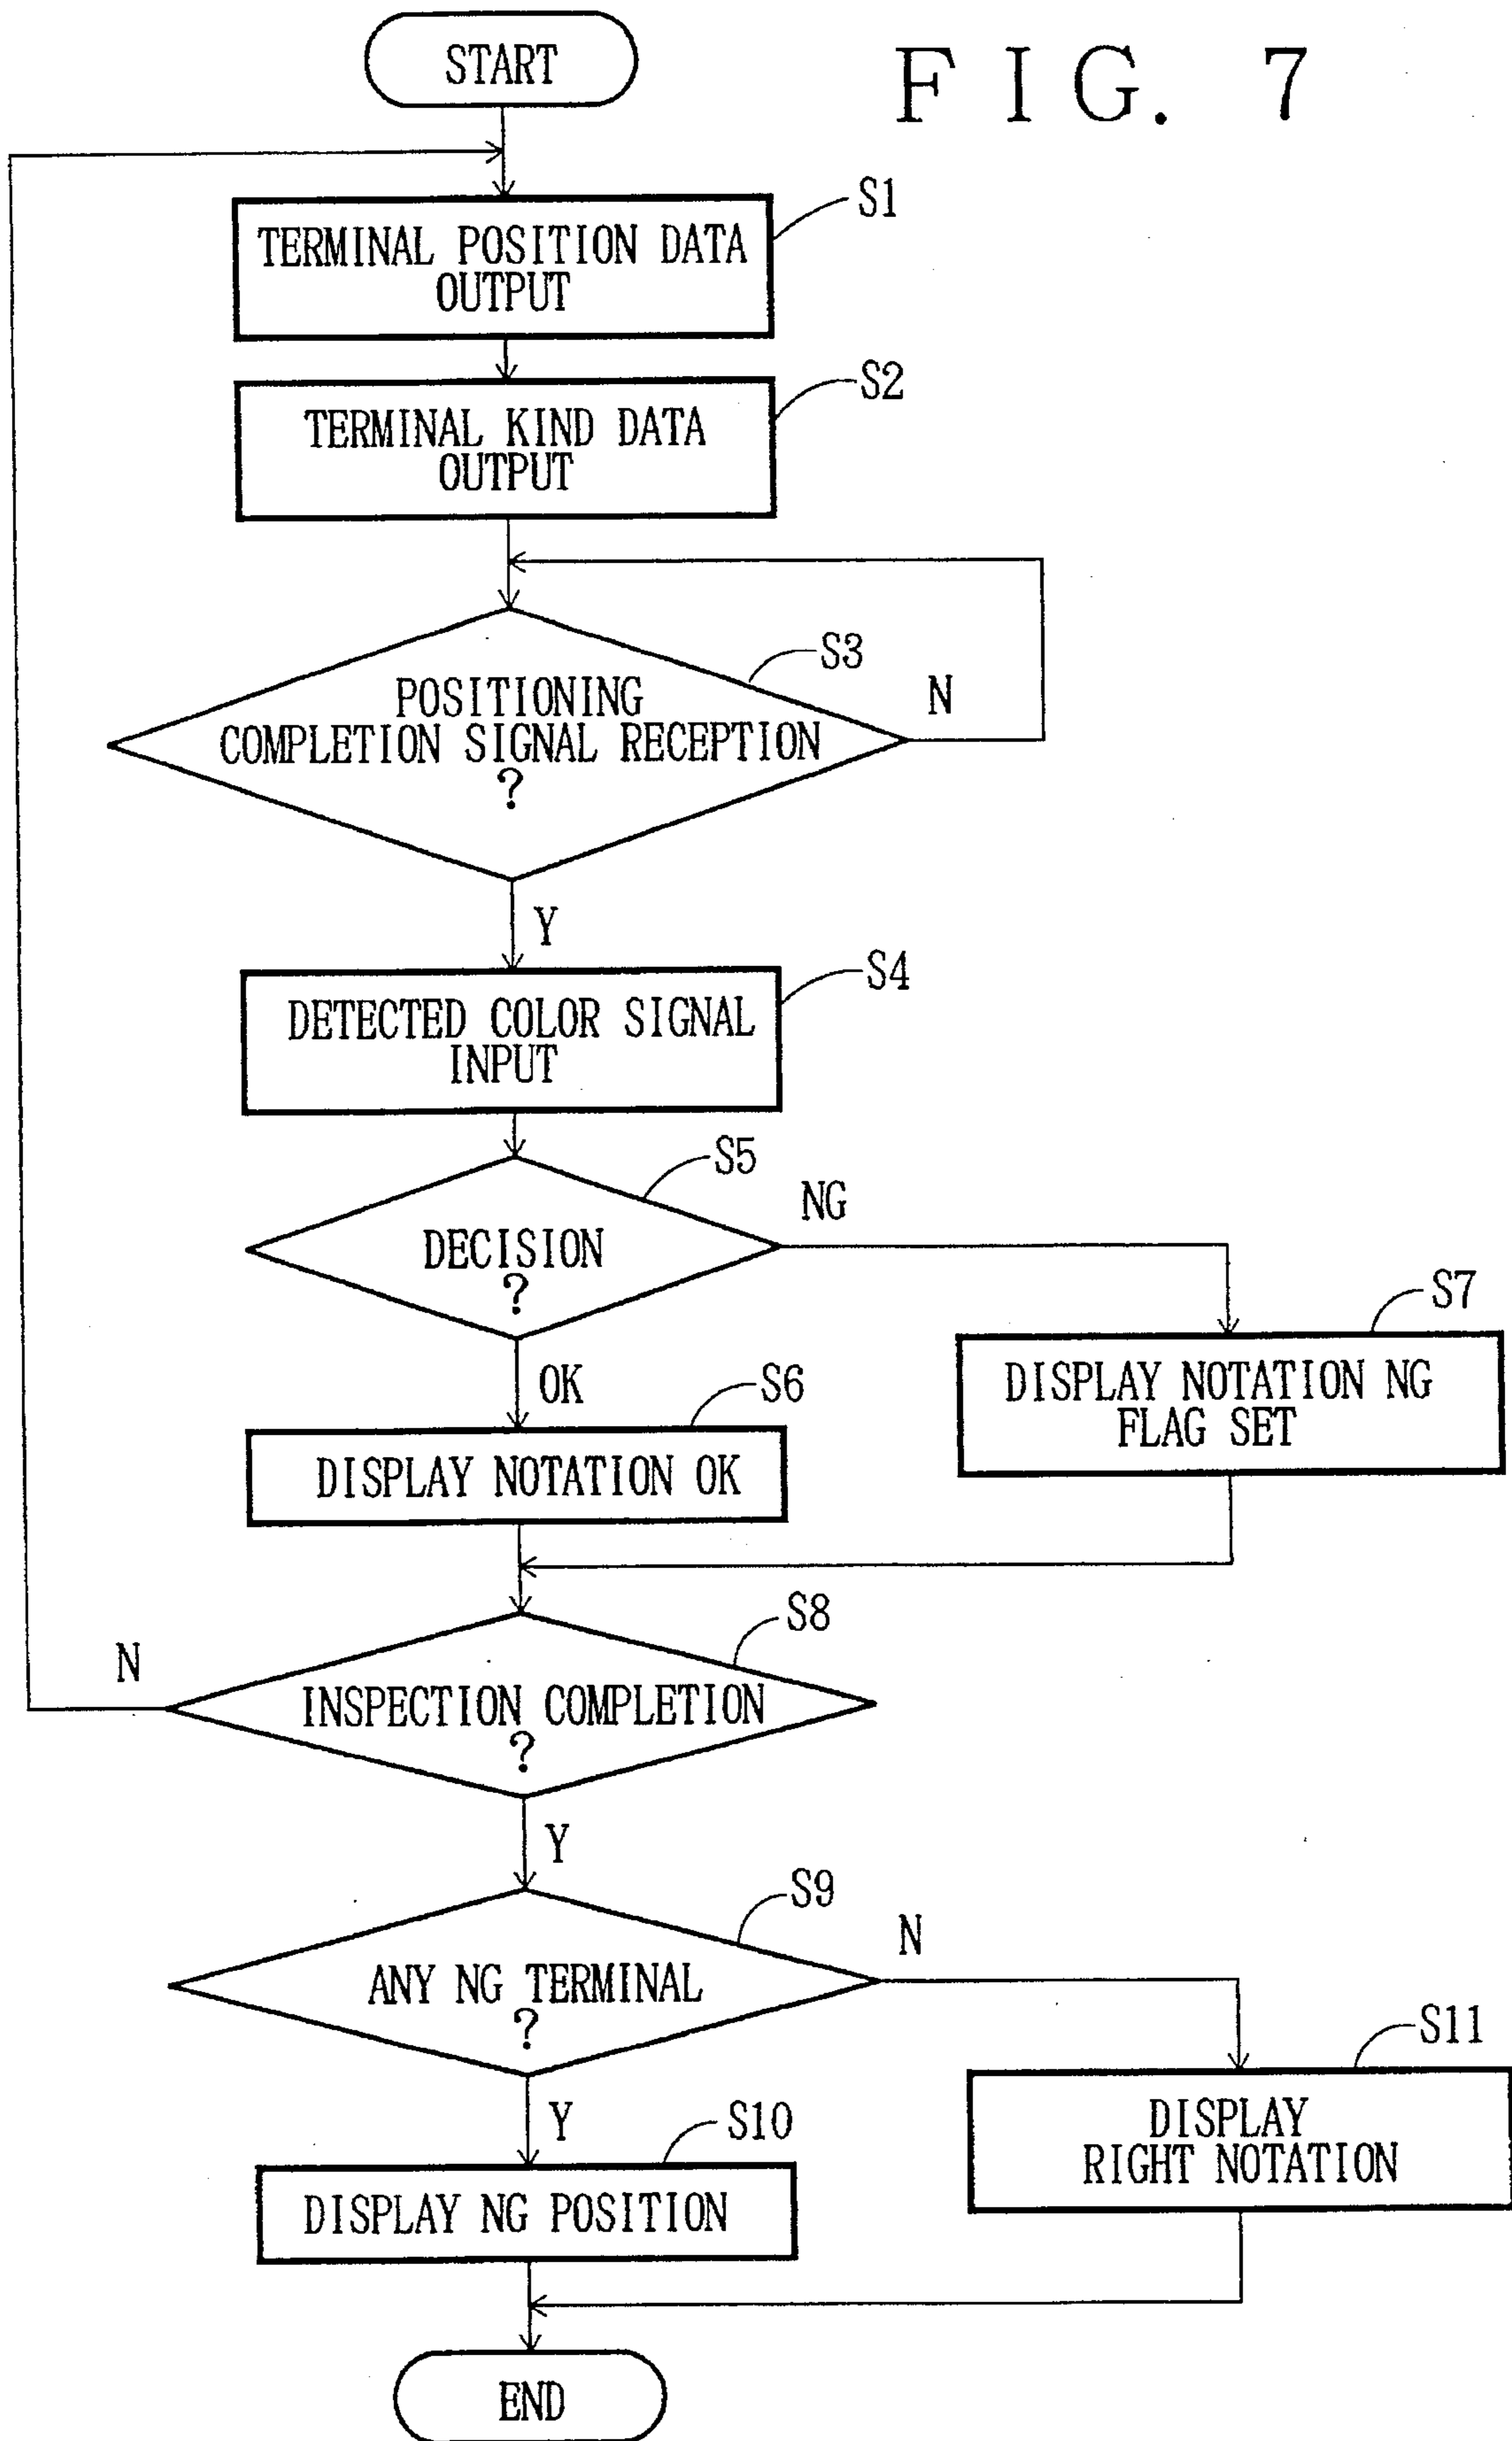 START
F I G. 7
S1
TERMINAL POSITION DATA
OUTPUT
S2
TERMINAL KIND DATA
OUTPUT
S3
POSITIONING
COMPLETION SIGNAL RECEPTION
?
N
Y
S4
DETECTED COLOR SIGNAL
INPUT
S5
DECISION
?
NG
OK
S7
DISPLAY NOTATION NG
FLAG SET
S6
DISPLAY NOTATION OK
S8
INSPECTION COMPLETION
?
N
Y
S9
ANY NG TERMINAL
?
N
Y
S11
DISPLAY
RIGHT NOTATION
S10
DISPLAY NG POSITION
END